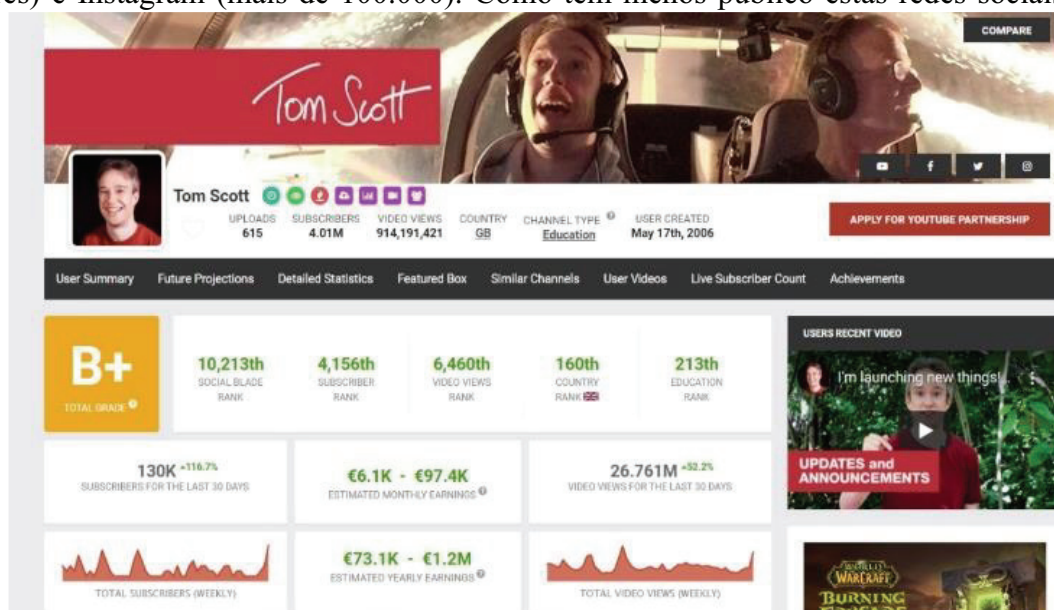 es) e Instagram (mais de 100.000). Como tem menos público estas redes sociais
COMPARE
Tom Scott
Tom Scott
UPLOADS SUBSCRIBERS VIDEO VIEWS COUNTRY CHANNEL TYPE USER CREATED
615 4.01M 914,191,421 GB Education May 17th, 2006
APPLY FOR YOUTUBE PARTNERSHIP
User Summary Future Projections Detailed Statistics Featured Box Similar Channels User Videos Live Subscriber Count Achievements
B+
TOTAL GRADE
10,213th 4,156th 6,460th 160th 213th
SOCIAL BLADE SUBSCRIBER VIDEO VIEWS COUNTRY EDUCATION
RANK RANK RANK RANK RANK
USERS RECENT VIDEO
I'm launching new things!...
UPDATES and
ANNOUNCEMENTS
130K +116.7%
SUBSCRIBERS FOR THE LAST 30 DAYS
€6.1K - €97.4K
ESTIMATED MONTHLY EARNINGS
26.761M +52.2%
VIDEO VIEWS FOR THE LAST 30 DAYS
TOTAL SUBSCRIBERS (WEEKLY)
€73.1K - €1.2M
ESTIMATED YEARLY EARNINGS
TOTAL VIDEO VIEWS (WEEKLY)
WORLD OF
WARCRAFT
BURNING